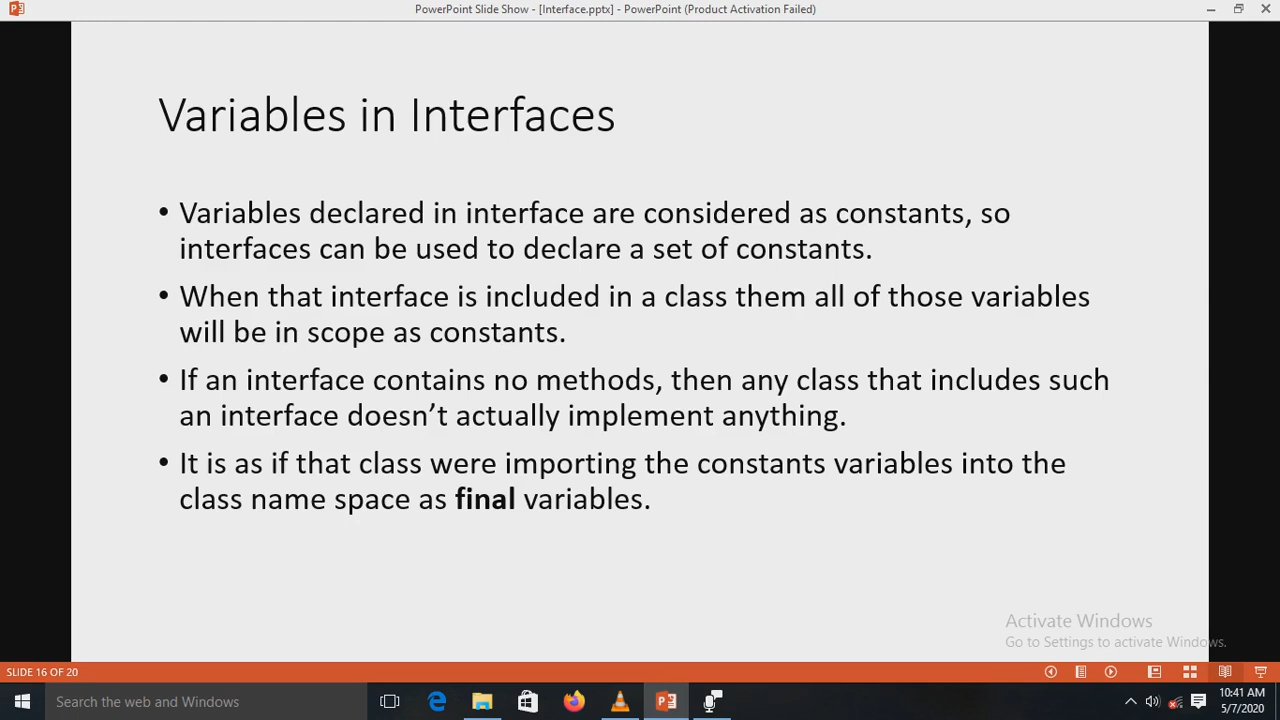 PowerPoint Slide Show - [Interface.pptx] - PowerPoint (Product Activation Failed)
Variables in Interfaces
• Variables declared in interface are considered as constants, so
interfaces can be used to declare a set of constants.
• When that interface is included in a class them all of those variables
will be in scope as constants.
• If an interface contains no methods, then any class that includes such
an interface doesn’t actually implement anything.
• It is as if that class were importing the constants variables into the
class name space as final variables.
Activate Windows
Go to Settings to activate Windows.
SLIDE 16 OF 20
Search the web and Windows
10:41 AM
5/7/2020